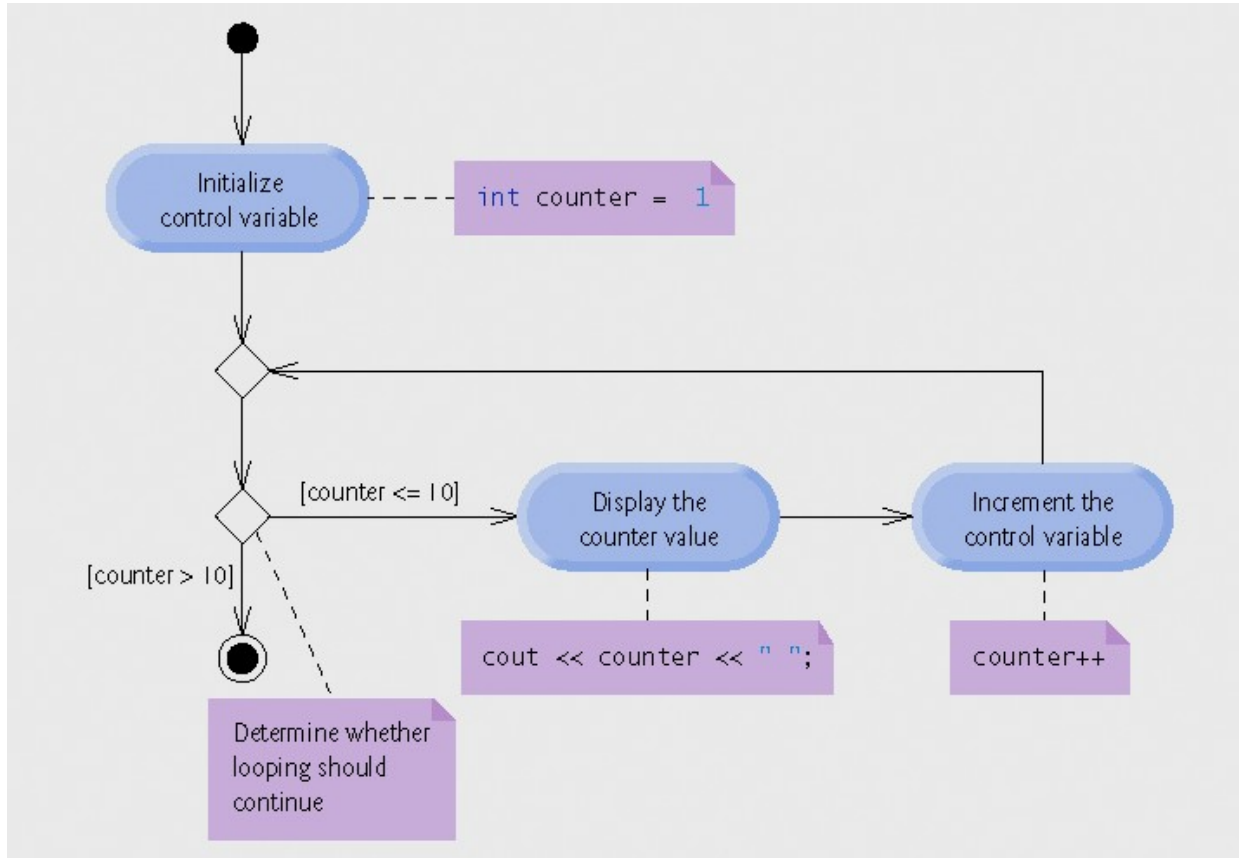 Initialize
control variable
int counter = 1
[counter <= 10]
Display the
counter value
Increment the
control variable
[counter > 10]
cout << counter << " ";
counter++
Determine whether
looping should
continue